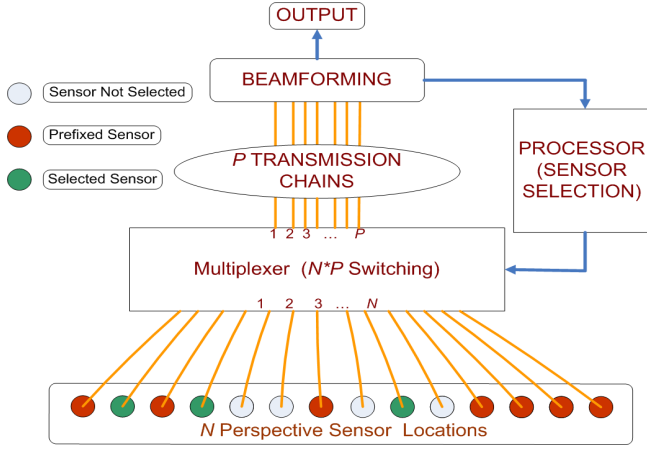 OUTPUT
BEAMFORMING
Sensor Not Selected
Prefixed Sensor
Selected Sensor
P TRANSMISSION
CHAINS
PROCESSOR
(SENSOR
SELECTION)
1 2 3 ... P
Multiplexer (N*P Switching)
1 2 3 ... N
N Perspective Sensor Locations